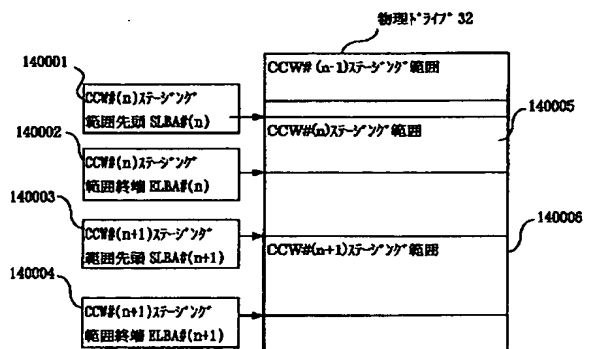 物理ドライブ 32
CCW#(n-1)ステージング範囲
140001
CCW#(n)ステージング
範囲先頭 SLBA#(n)
140005
CCW#(n)ステージング範囲
140002
CCW#(n)ステージング
範囲終端 ELBA#(n)
140003
CCW#(n+1)ステージング
範囲先頭 SLBA#(n+1)
140006
CCW#(n+1)ステージング範囲
140004
CCW#(n+1)ステージング
範囲終端 ELBA#(n+1)